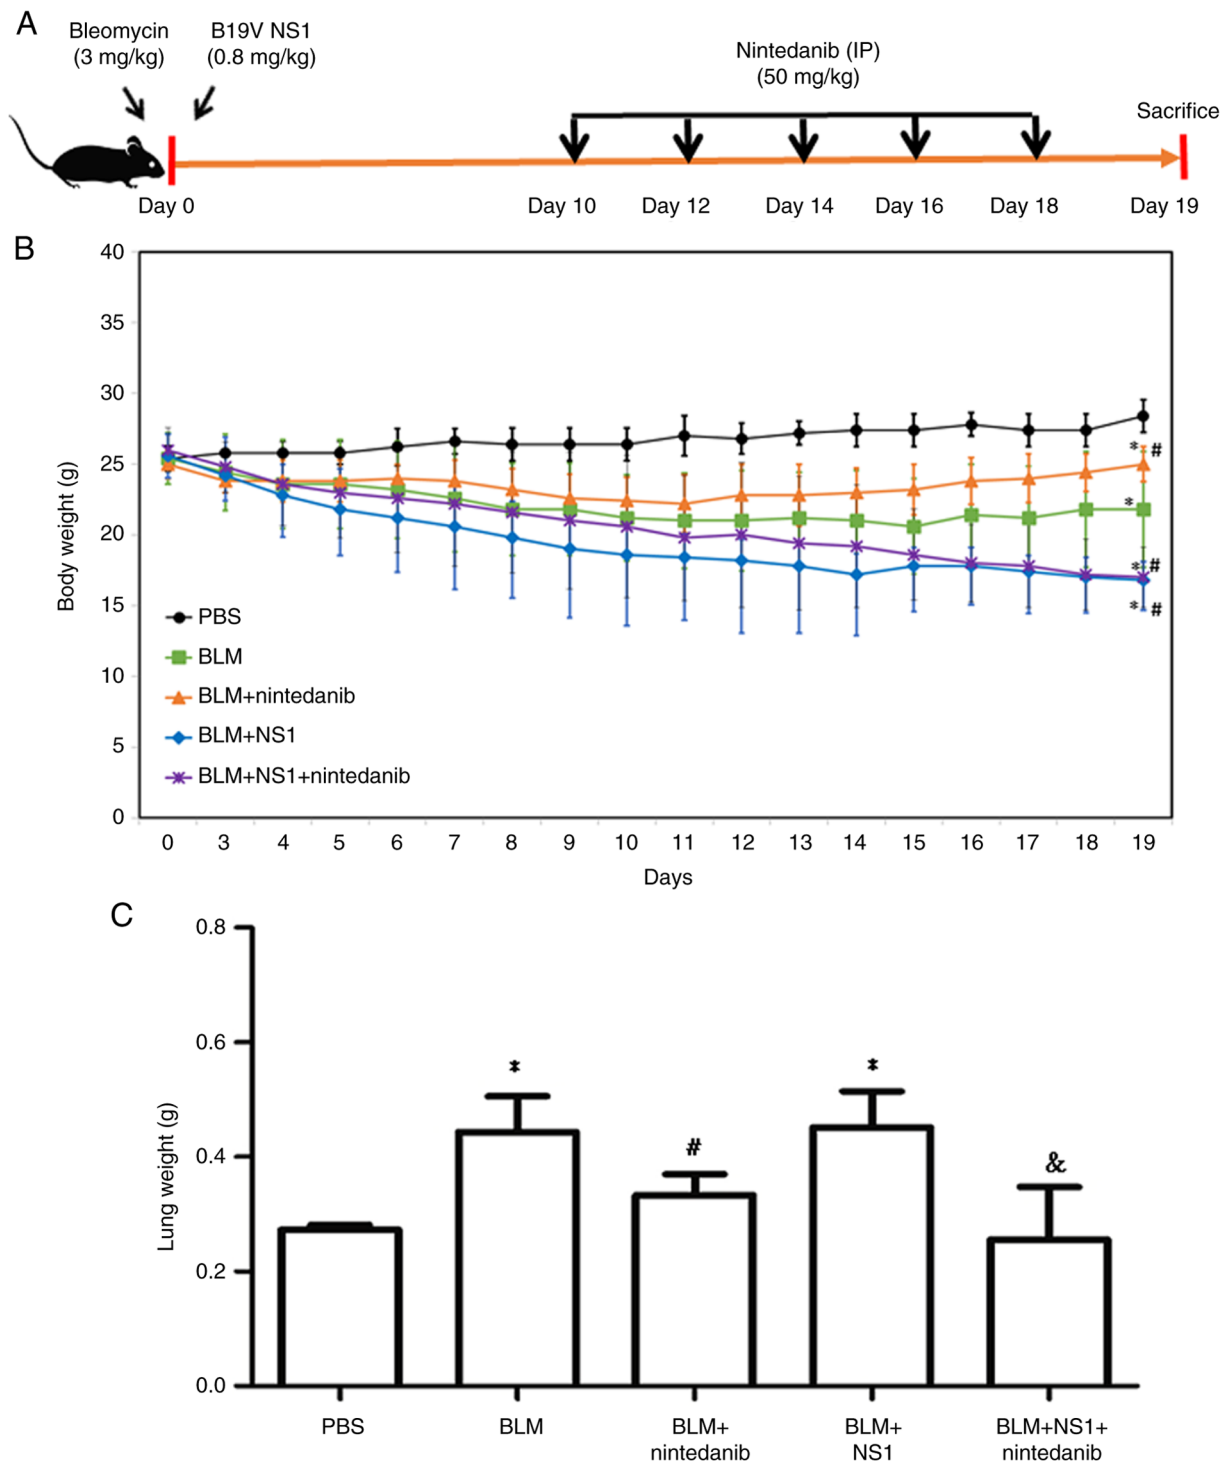 A
Bleomycin
(3 mg/kg)
B19V NS1
(0.8 mg/kg)
Nintedanib (IP)
(50 mg/kg)
Sacrifice
Day 0
Day 10
Day 12
Day 14
Day 16
Day 18
Day 19
B
Body weight (g)
40
35
30
25
20
15
10
5
0
PBS
BLM
BLM+nintedanib
BLM+NS1
BLM+NS1+nintedanib
* #
*
* #
* #
0 3 4 5 6 7 8 9 10 11 12 13 14 15 16 17 18 19
Days
C
Lung weight (g)
0.8
0.6
0.4
0.2
0.0
*
#
*
&
PBS
BLM
BLM+
nintedanib
BLM+
NS1
BLM+NS1+
nintedanib